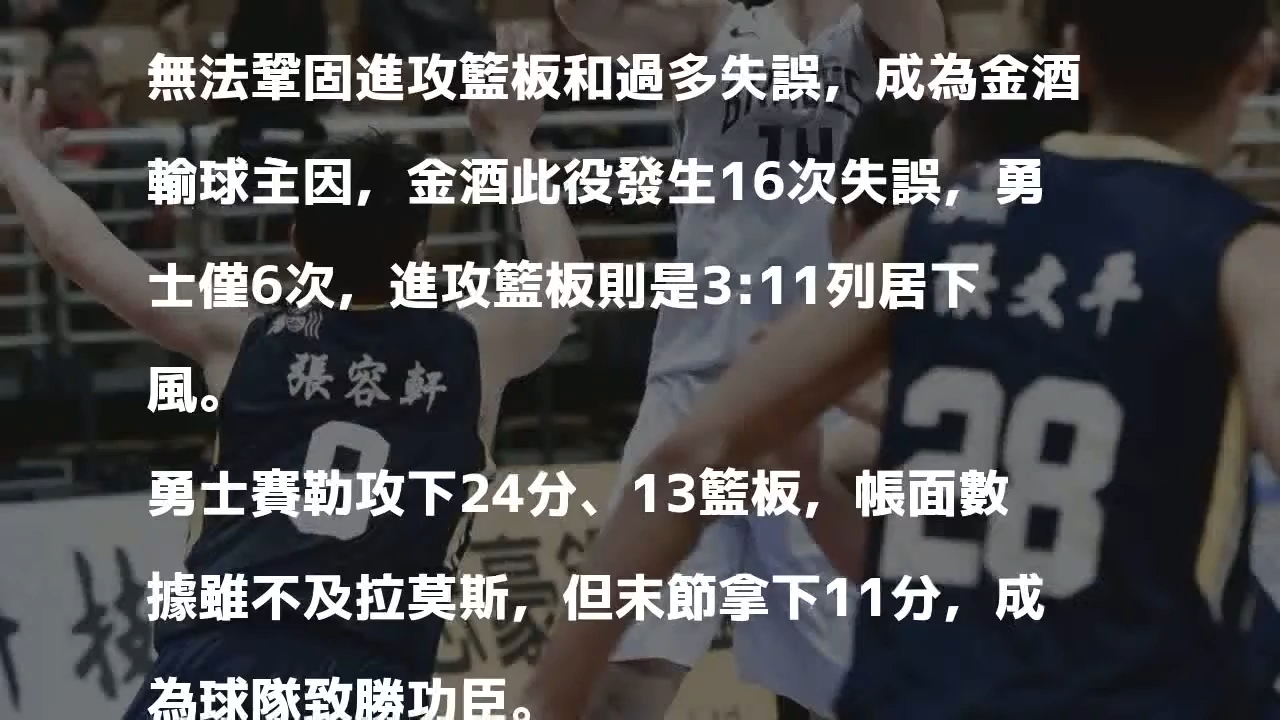 無法鞏固進攻籃板和過多失誤，成為金酒
輸球主因，金酒此役發生16次失誤，勇
士僅6次，進攻籃板則是3:11列居下
風。
勇士賽勒攻下24分、13籃板，帳面數
據雖不及拉莫斯，但末節拿下11分，成
為球隊致勝功臣。
14
張容軒
文平
28